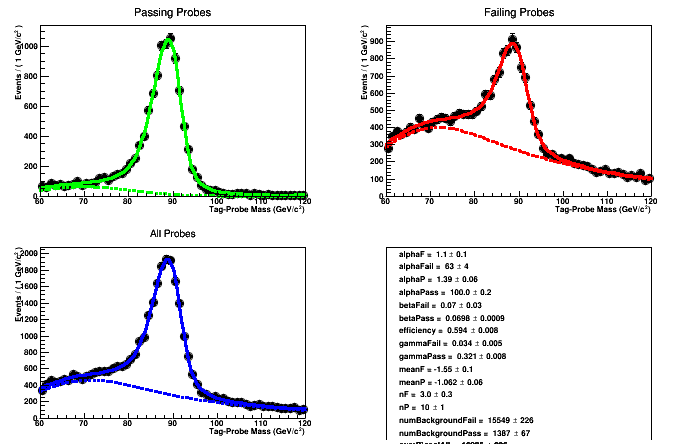 Passing Probes
Events / ( 1 GeV/c²)
1000
800
600
400
200
60 70 80 90 100 110 120
Tag-Probe Mass (GeV/c²)
Failing Probes
Events / ( 1 GeV/c²)
900
800
700
600
500
400
300
200
100
60 70 80 90 100 110 120
Tag-Probe Mass (GeV/c²)
All Probes
Events / ( 1 GeV/c²)
2000
1800
1600
1400
1200
1000
800
600
400
200
0
60 70 80 90 100 110 120
Tag-Probe Mass (GeV/c²)
alphaF = 1.1 ± 0.1
alphaFail = 63 ± 4
alphaP = 1.39 ± 0.06
alphaPass = 100.0 ± 0.2
betaFail = 0.07 ± 0.03
betaPass = 0.0698 ± 0.0009
efficiency = 0.594 ± 0.008
gammaFail = 0.034 ± 0.005
gammaPass = 0.321 ± 0.008
meanF = -1.55 ± 0.1
meanP = -1.062 ± 0.06
nF = 3.0 ± 0.3
nP = 10 ± 1
numBackgroundFail = 15549 ± 226
numBackgroundPass = 1387 ± 67